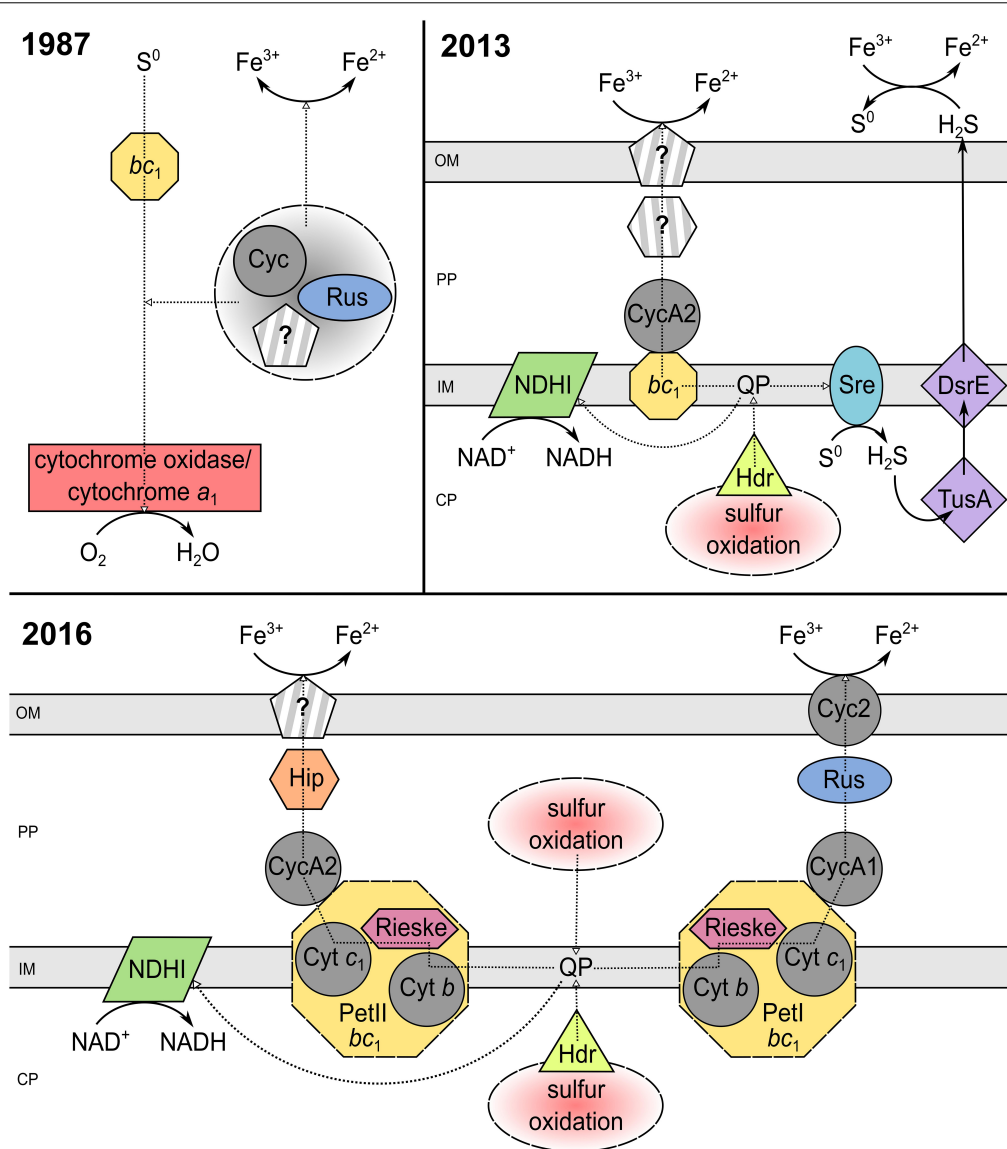 1987
S⁰
Fe³⁺
Fe²⁺
bc₁
Cyc
Rus
?
cytochrome oxidase/
cytochrome a₁
O₂
H₂O
2013
Fe³⁺
Fe²⁺
Fe³⁺
Fe²⁺
S⁰
H₂S
OM
?
?
PP
CycA2
IM
NDHI
bc₁
QP
Sre
DsrE
NAD⁺
NADH
S⁰
H₂S
CP
Hdr
sulfur
oxidation
TusA
2016
Fe³⁺
Fe²⁺
Fe³⁺
Fe²⁺
OM
?
Cyc2
Hip
Rus
PP
sulfur
oxidation
CycA2
CycA1
Rieske
Rieske
IM
NDHI
Cyt c₁
Cyt b
QP
Cyt b
Cyt c₁
PetII
bc₁
PetI
bc₁
NAD⁺
NADH
CP
Hdr
sulfur
oxidation